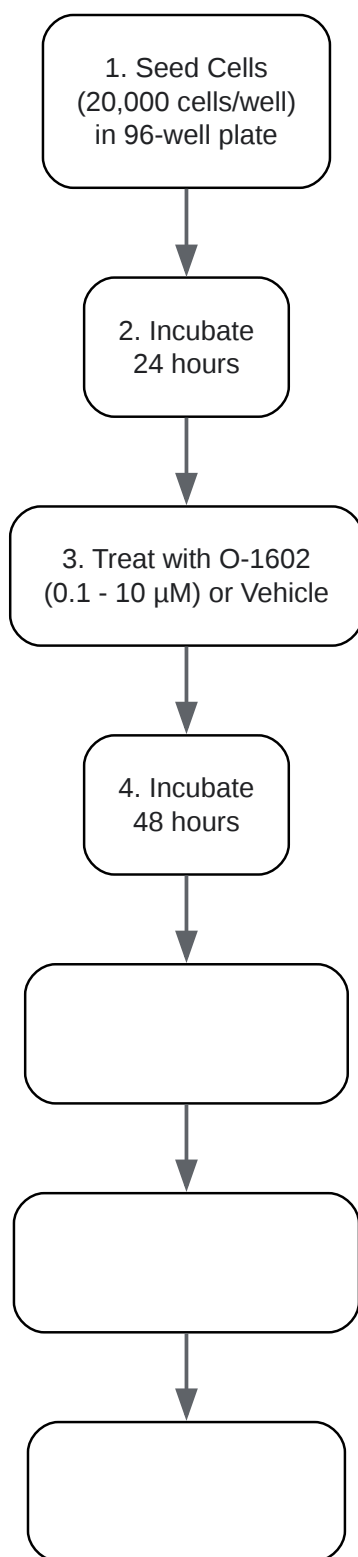 1. Seed Cells
(20,000 cells/well)
in 96-well plate
2. Incubate
24 hours
3. Treat with O-1602
(0.1 - 10 µM) or Vehicle
4. Incubate
48 hours